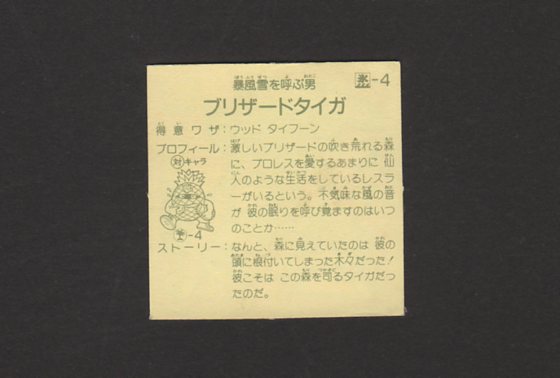 暴風雪を呼ぶ男
氷-4
ブリザードタイガ
得意ワザ:ウッド タイフーン
プロフィール:激しいブリザードの吹き荒れる森
に、プロレスを愛するあまりに 仙
人のような生活をしているレスラ
ーがいるという。不気味な風の音
が 彼の眠りを呼び覚ますのはいつ
のことか……
対キャラ
-4
ストーリー:なんと、森に見えていたのは 彼の
頭に根付いてしまった木々だった!
彼こそは この森を司るタイガだっ
たのだ。